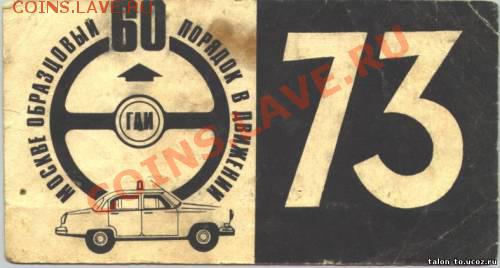 COINS.LAVE.RU
60
МОСКВЕ ОБРАЗЦОВЫЙ ПОРЯДОК В ДВИЖЕНИИ
ГАИ
73
COINS.LAVE.RU
talon-to.ucoz.ru